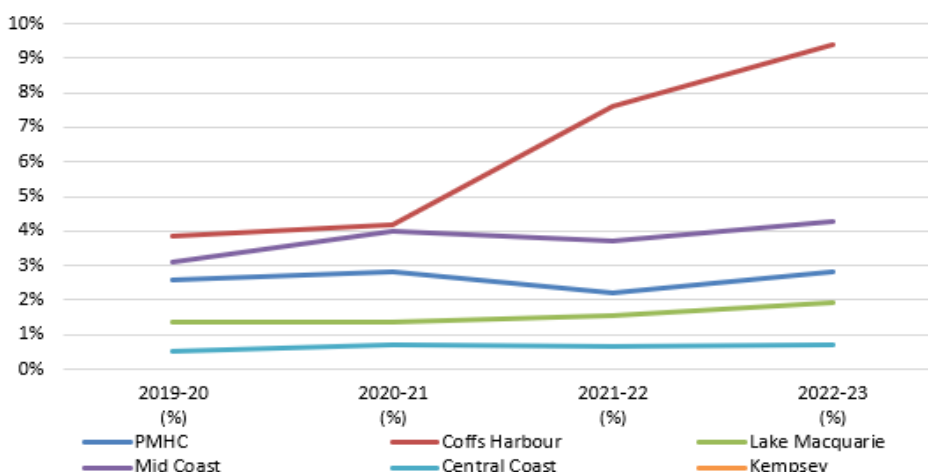 10%
9%
8%
7%
6%
5%
4%
3%
2%
1%
0%
2019-20 2020-21 2021-22 2022-23
(%) (%) (%) (%)
PMHC Coffs Harbour Lake Macquarie
Mid Coast Central Coast Kempsey